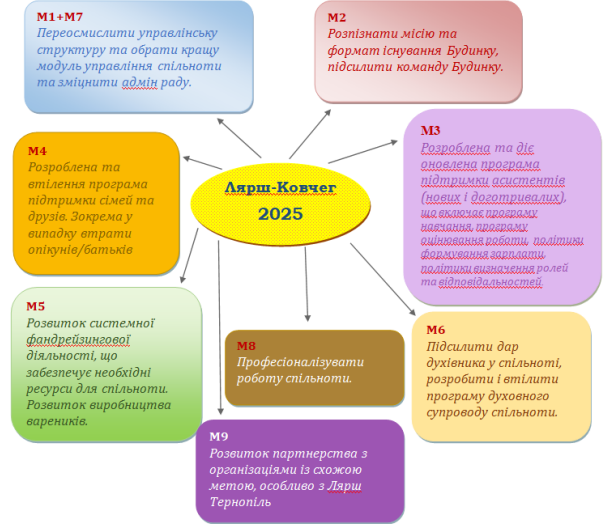 М1+М7
Переосмислити управлінську
структуру та обрати кращу
модуль управління спільноти
та зміцнити адмін раду.
М2
Розпізнати місію та
формат існування Будинку,
підсилити команду Будинку.
М3
Розроблена та діє
оновлена програма
підтримки асистентів
(нових і доготривалих),
що включає програму
навчання, програму
оцінювання роботи, політики
формування зарплати,
політики визначення ролей
та відповідальностей.
М4
Розроблена та
втілення програма
підтримки сімей та
друзів. Зокрема у
випадку втрати
опікунів/батьків
Лярш-Ковчег
2025
М5
Розвиток системної
фандрейзингової
діяльності, що
забезпечує необхідні
ресурси для спільноти.
Розвиток виробництва
вареників.
М8
Професіоналізувати
роботу спільноти.
М6
Підсилити дар
духівника у спільноті,
розробити і втілити
програму духовного
супроводу спільноти.
М9
Розвиток партнерства з
організаціями із схожою
метою, особливо з Лярш
Тернопіль